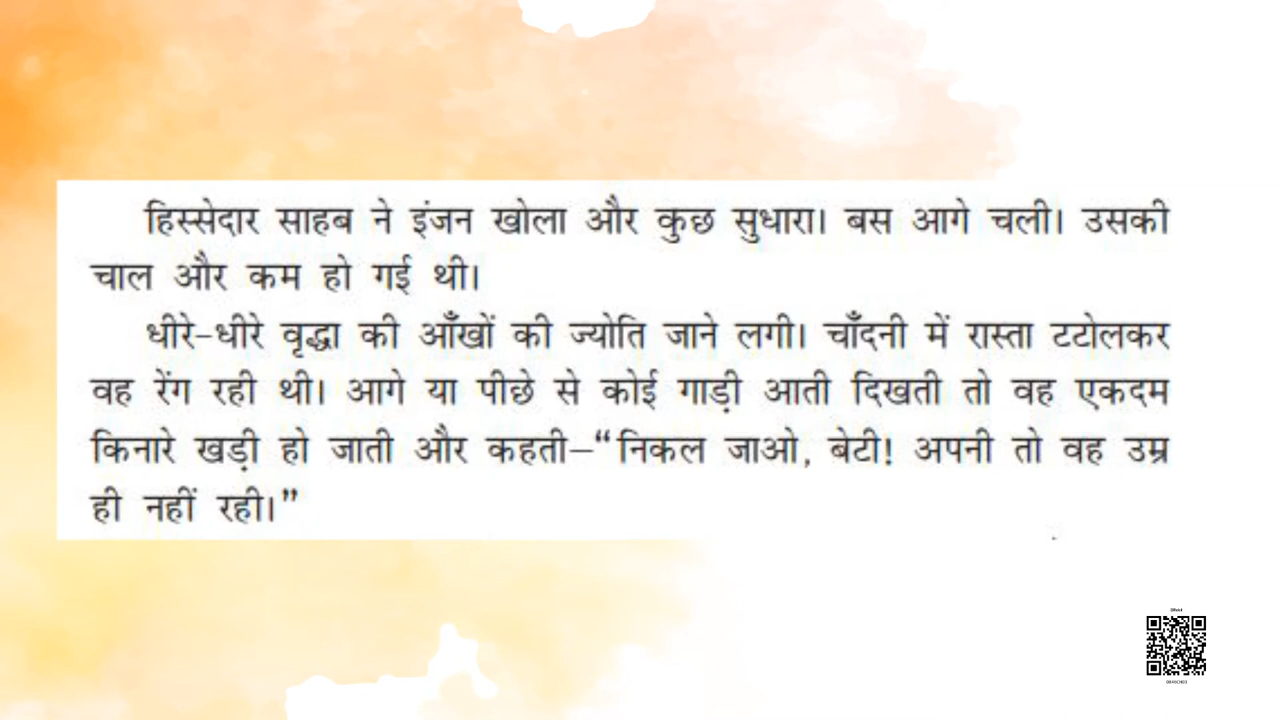 हिस्सेदार साहब ने इंजन खोला और कुछ सुधारा। बस आगे चली। उसकी
चाल और कम हो गई थी।
धीरे-धीरे वृद्धा की आँखों की ज्योति जाने लगी। चाँदनी में रास्ता टटोलकर
वह रेंग रही थी। आगे या पीछे से कोई गाड़ी आती दिखती तो वह एकदम
किनारे खड़ी हो जाती और कहती–“निकल जाओ, बेटी! अपनी तो वह उम्र
ही नहीं रही।”